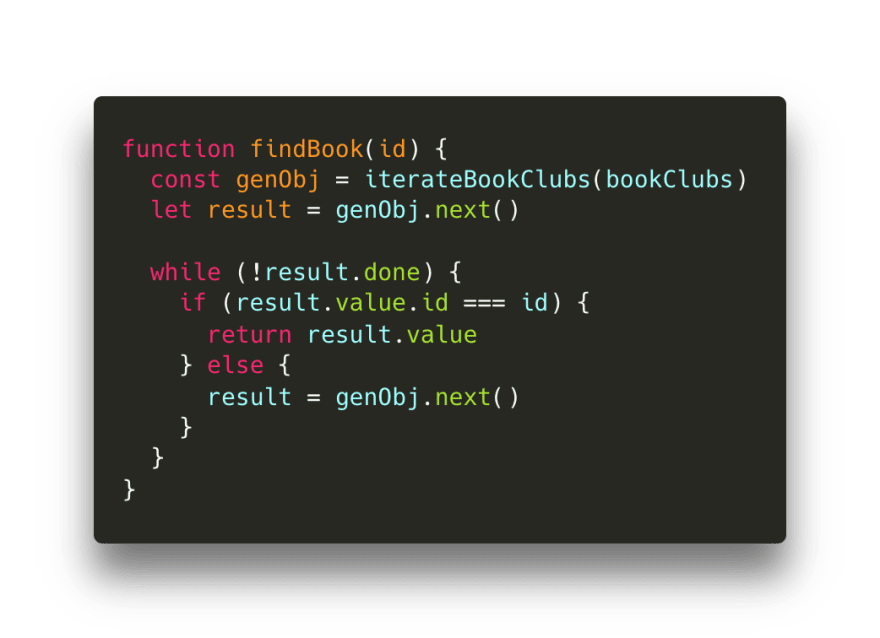 function findBook(id) {
  const genObj = iterateBookClubs(bookClubs)
  let result = genObj.next()

  while (!result.done) {
    if (result.value.id === id) {
      return result.value
    } else {
      result = genObj.next()
    }
  }
}